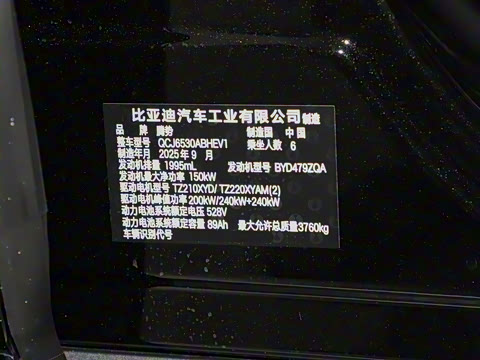 比亚迪汽车工业有限公司制造
品 牌 腾势 制造国 中国
整车型号 QCJ6530ABHEV1 乘坐人数 6
制造年月 2025年9月
发动机排量 1995mL 发动机型号 BYD479ZQA
发动机最大净功率 150kW
驱动电机型号 TZ210XYD/ TZ220XYAM(2)
驱动电机峰值功率 200kW/240kW+240kW
动力电池系统额定电压 528V
动力电池系统额定容量 89Ah 最大允许总质量3760kg
车辆识别代号